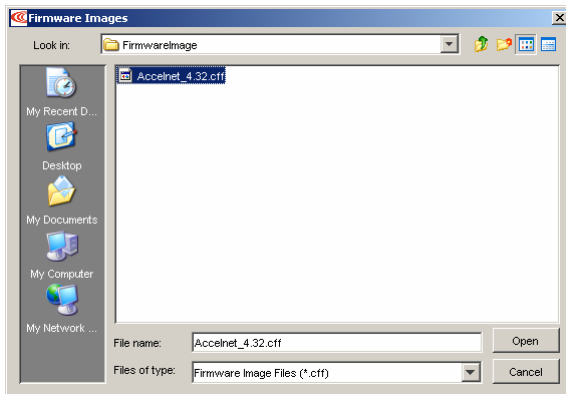 Firmware Images
Look in: FirmwareImage
Accelnet_4.32.cff
My Recent D...
Desktop
My Documents
My Computer
My Network ...
File name: Accelnet_4.32.cff Open
Files of type: Firmware Image Files (*.cff) Cancel